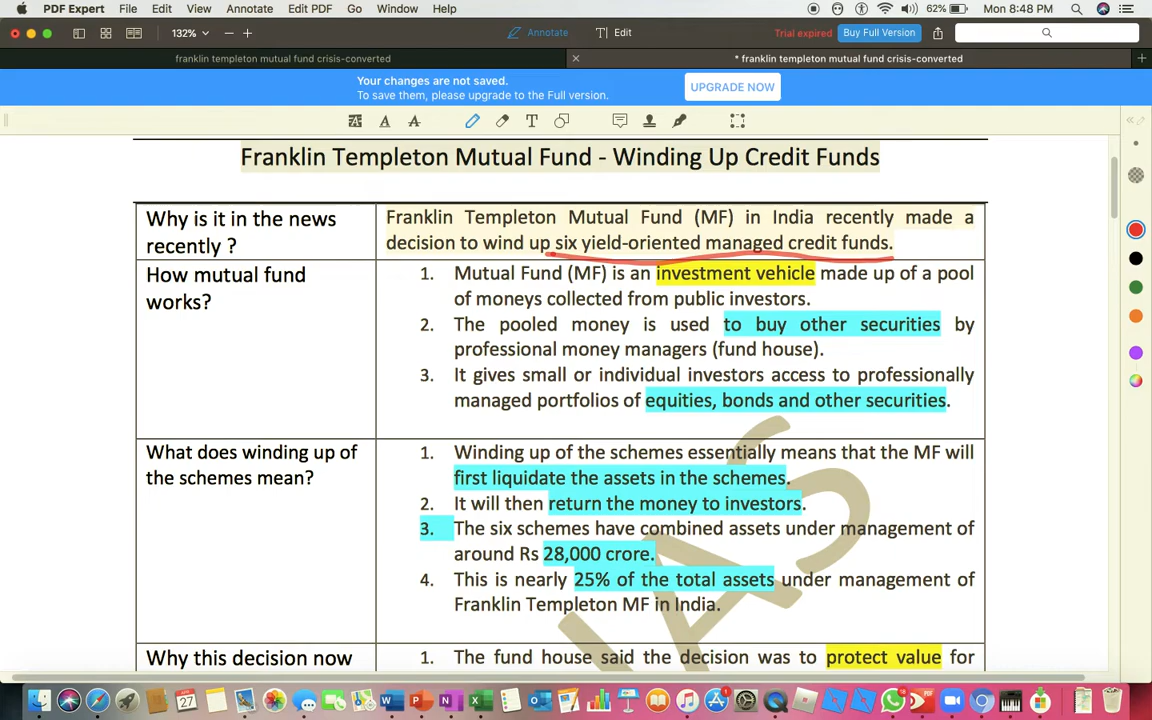 PDF Expert File Edit View Annotate Edit PDF Go Window Help 62% Mon 8:48 PM
132% Annotate T Edit Trial expired Buy Full Version
franklin templeton mutual fund crisis-converted * franklin templeton mutual fund crisis-converted
Your changes are not saved.
To save them, please upgrade to the Full version.
UPGRADE NOW
Franklin Templeton Mutual Fund - Winding Up Credit Funds
Why is it in the news
recently ?
Franklin Templeton Mutual Fund (MF) in India recently made a
decision to wind up six yield-oriented managed credit funds.
How mutual fund
works?
1. Mutual Fund (MF) is an investment vehicle made up of a pool
of moneys collected from public investors.
2. The pooled money is used to buy other securities by
professional money managers (fund house).
3. It gives small or individual investors access to professionally
managed portfolios of equities, bonds and other securities.
What does winding up of
the schemes mean?
1. Winding up of the schemes essentially means that the MF will
first liquidate the assets in the schemes.
2. It will then return the money to investors.
3. The six schemes have combined assets under management of
around Rs 28,000 crore.
4. This is nearly 25% of the total assets under management of
Franklin Templeton MF in India.
IAS
Why this decision now
1. The fund house said the decision was to protect value for
27